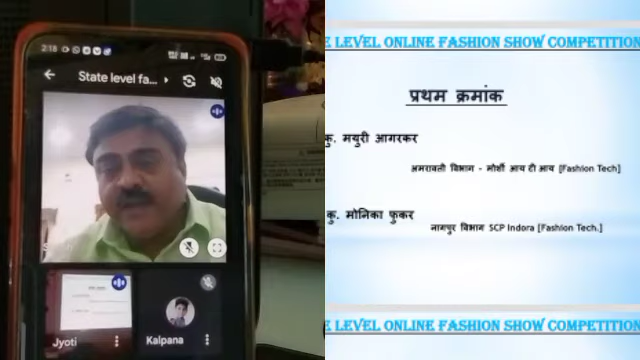 2:18
State level fa...
Jyoti
Kalpana
E LEVEL ONLINE FASHION SHOW COMPETITION
प्रथम क्रमांक
कु. मयुरी आगरकर
अमरावती विभाग - मोर्शी आय टी आय [Fashion Tech]
कु. मोनिका फुकर
नागपुर विभाग SCP Indora [Fashion Tech.]
E LEVEL ONLINE FASHION SHOW COMPETITION